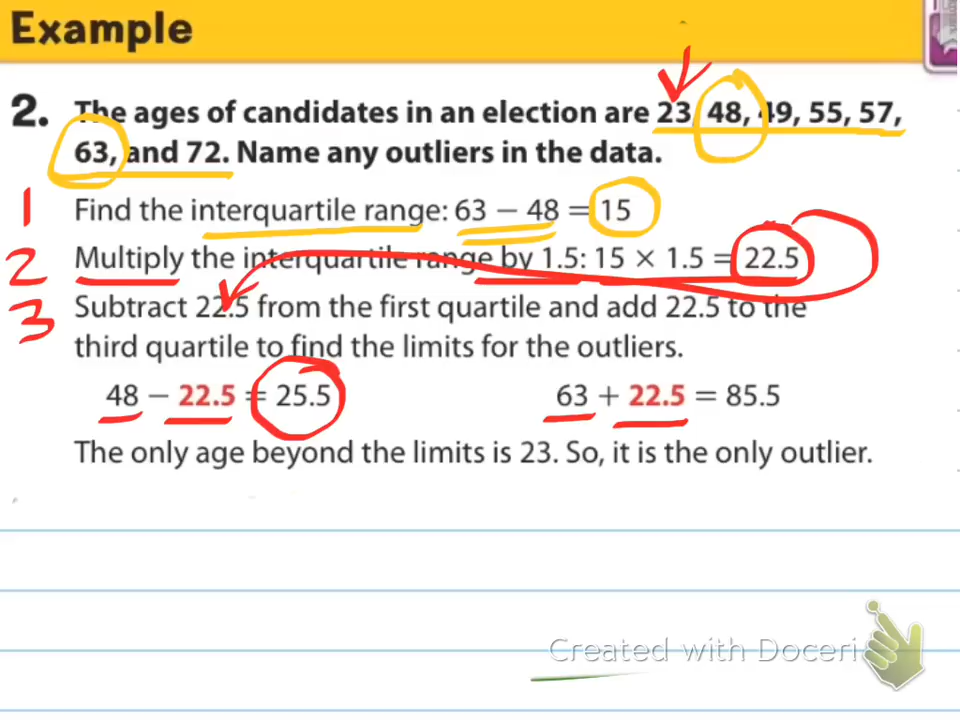 Example
2. The ages of candidates in an election are 23, 48, 49, 55, 57,
63, and 72. Name any outliers in the data.
1 Find the interquartile range: 63 − 48 = 15
2 Multiply the interquartile range by 1.5: 15 × 1.5 = 22.5
3 Subtract 22.5 from the first quartile and add 22.5 to the
third quartile to find the limits for the outliers.
48 − 22.5 = 25.5 63 + 22.5 = 85.5
The only age beyond the limits is 23. So, it is the only outlier.
Created with Doceri